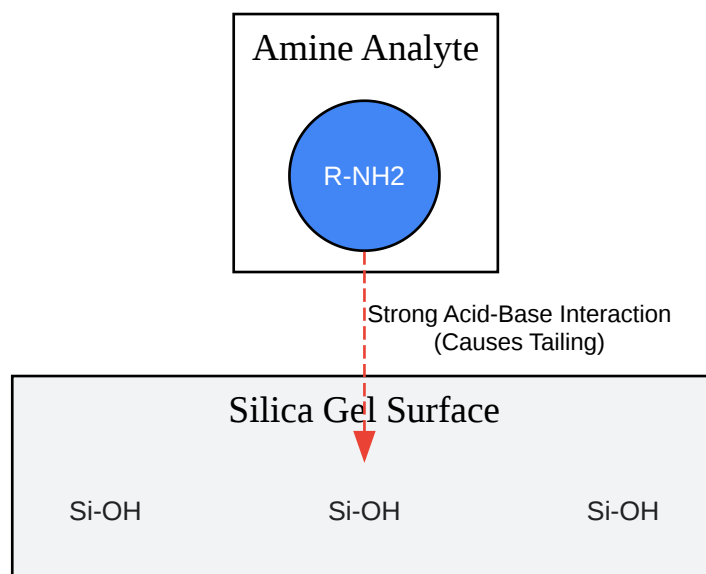 Amine Analyte
R-NH2
Strong Acid-Base Interaction
(Causes Tailing)
Silica Gel Surface
Si-OH Si-OH Si-OH